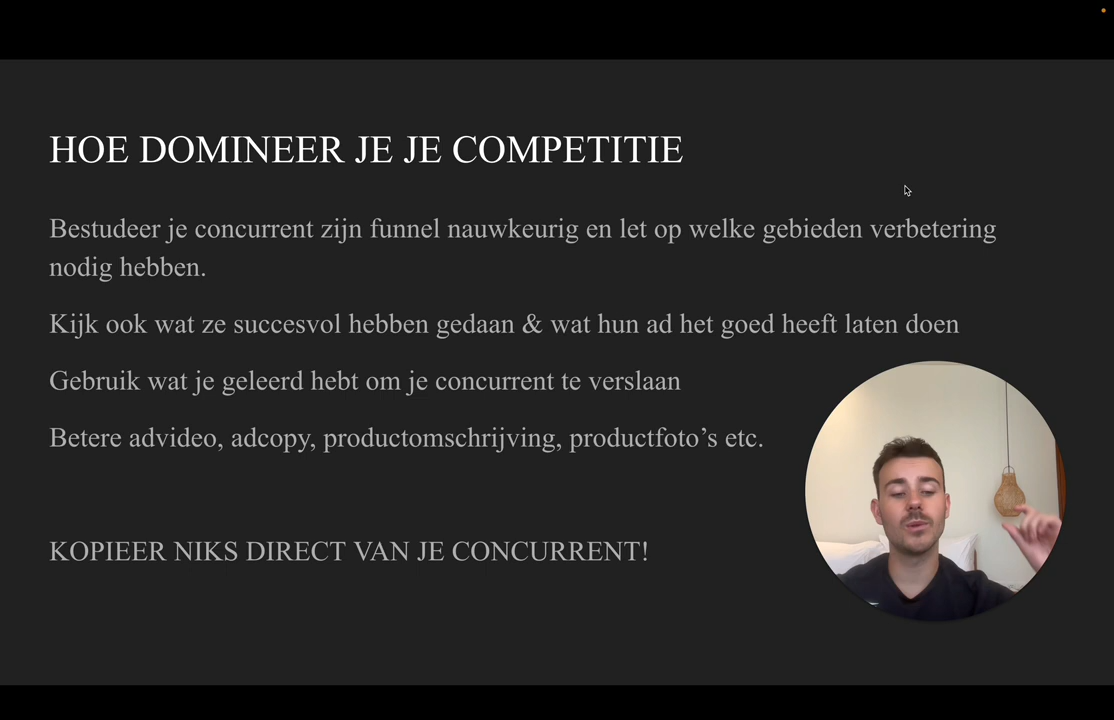 HOE DOMINEER JE JE COMPETITIE
Bestudeer je concurrent zijn funnel nauwkeurig en let op welke gebieden verbetering
nodig hebben.
Kijk ook wat ze succesvol hebben gedaan & wat hun ad het goed heeft laten doen
Gebruik wat je geleerd hebt om je concurrent te verslaan
Betere advideo, adcopy, productomschrijving, productfoto’s etc.
KOPIEER NIKS DIRECT VAN JE CONCURRENT!